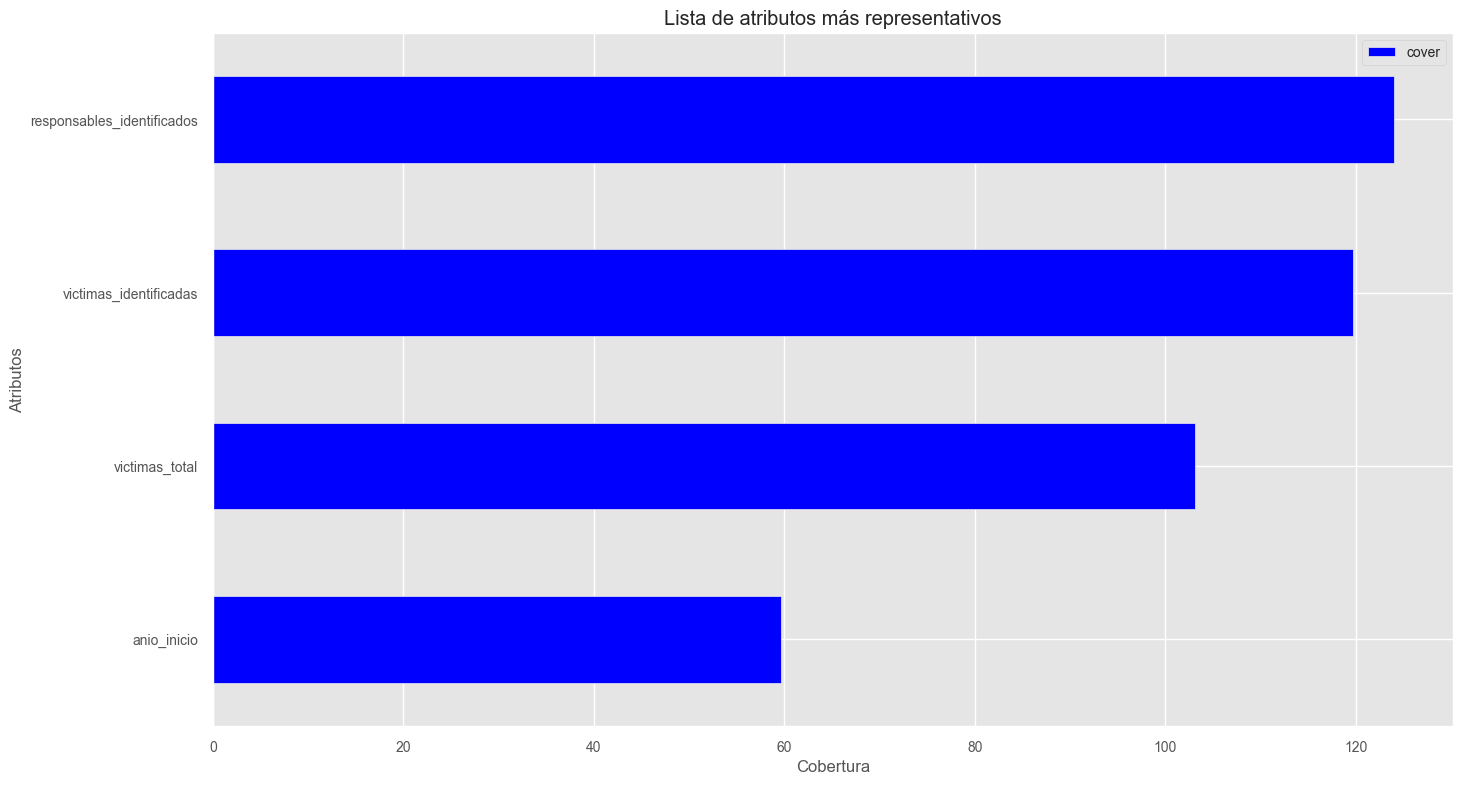 Lista de atributos más representativos
cover
responsables_identificados
victimas_identificadas
victimas_total
anio_inicio
Atributos
0 20 40 60 80 100 120
Cobertura